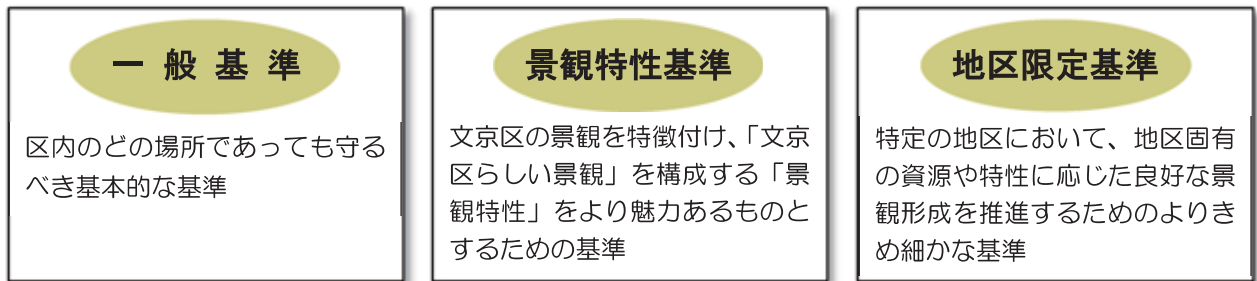 一般基準
区内のどの場所であっても守る
べき基本的な基準
景観特性基準
文京区の景観を特徴付け、「文京
区らしい景観」を構成する「景
観特性」をより魅力あるものと
するための基準
地区限定基準
特定の地区において、地区固有
の資源や特性に応じた良好な景
観形成を推進するためのよりき
め細かな基準